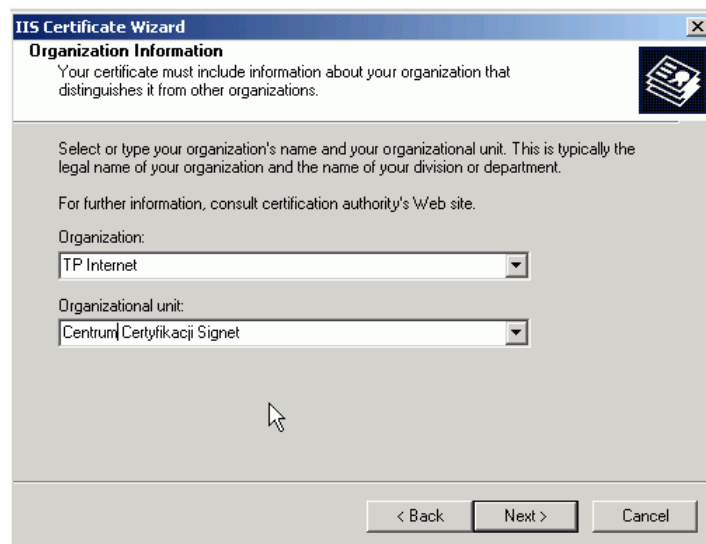 IIS Certificate Wizard
Organization Information
Your certificate must include information about your organization that
distinguishes it from other organizations.
Select or type your organization's name and your organizational unit. This is typically the
legal name of your organization and the name of your division or department.
For further information, consult certification authority's Web site.
Organization:
TP Internet
Organizational unit:
Centrum Certyfikacji Signet
< Back
Next >
Cancel